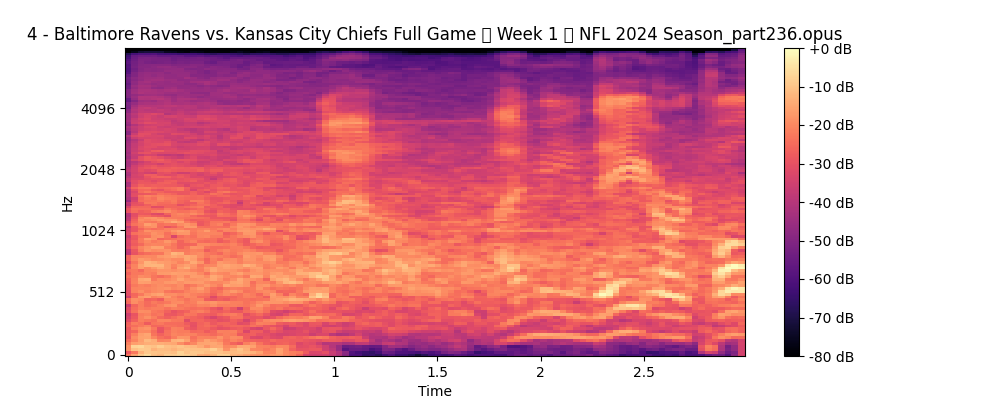 4 - Baltimore Ravens vs. Kansas City Chiefs Full Game ▯ Week 1 ▯ NFL 2024 Season_part236.opus
+0 dB
-10 dB
-20 dB
-30 dB
-40 dB
-50 dB
-60 dB
-70 dB
-80 dB
4096
2048
1024
512
0
Hz
0
0.5
1
1.5
2
2.5
Time